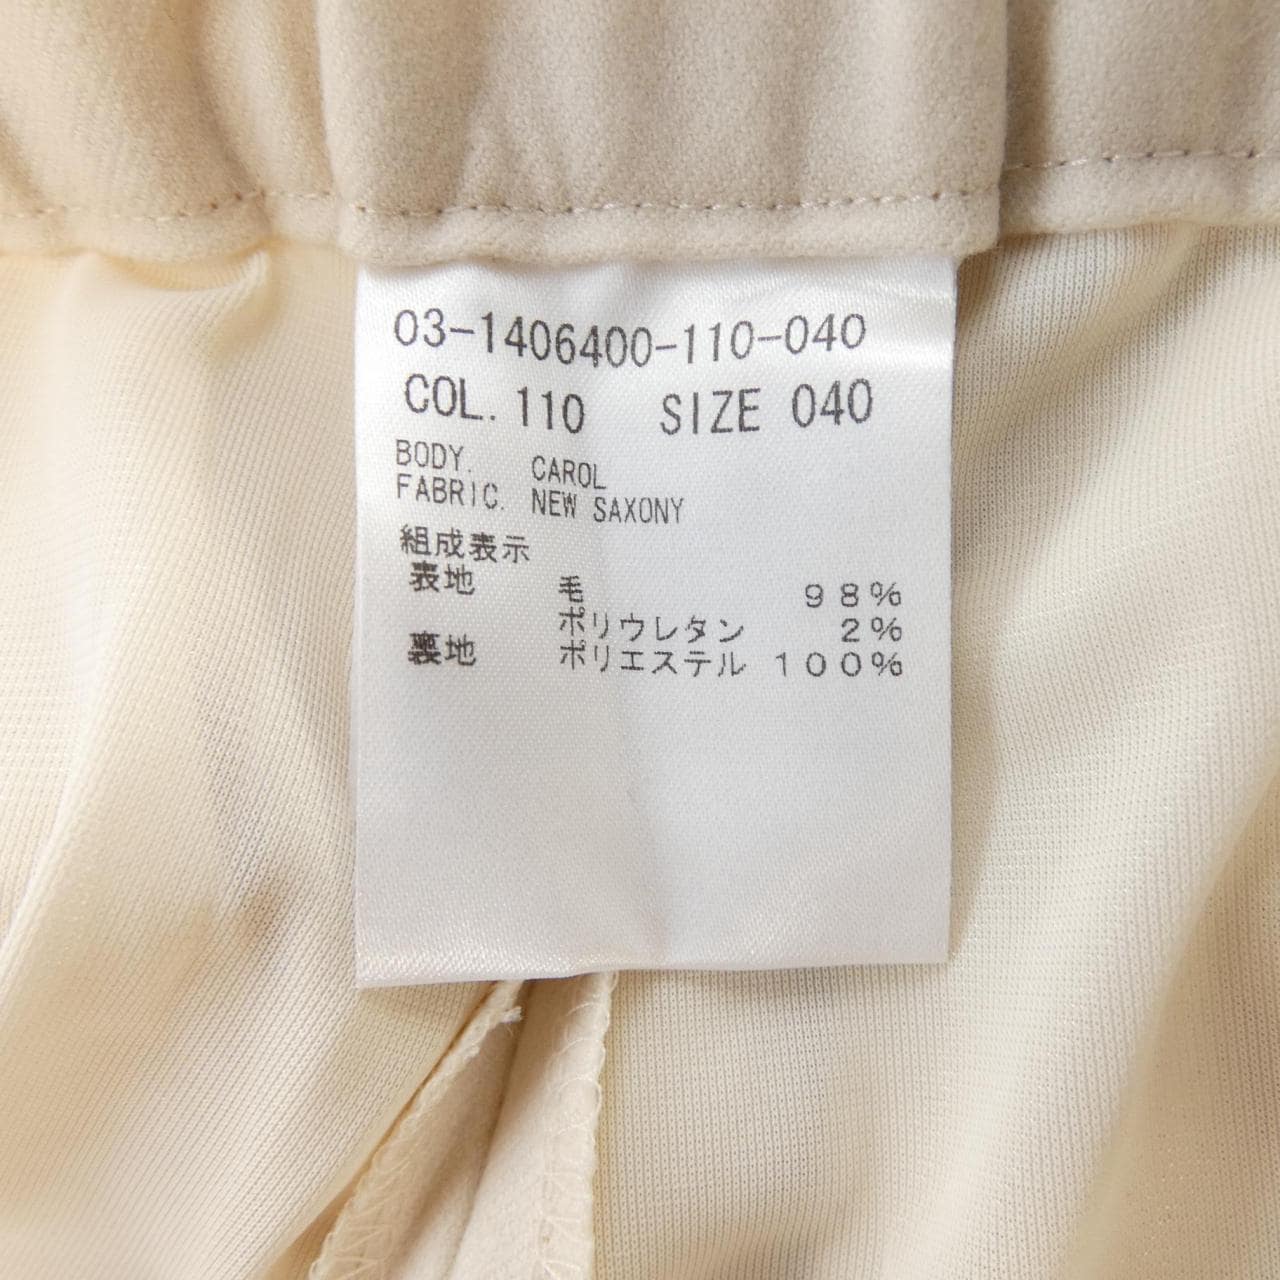 03-1406400-110-040
COL. 110 SIZE 040
BODY. CAROL
FABRIC. NEW SAXONY
組成表示
表地 毛 98%
ポリウレタン 2%
裏地 ポリエステル 100%